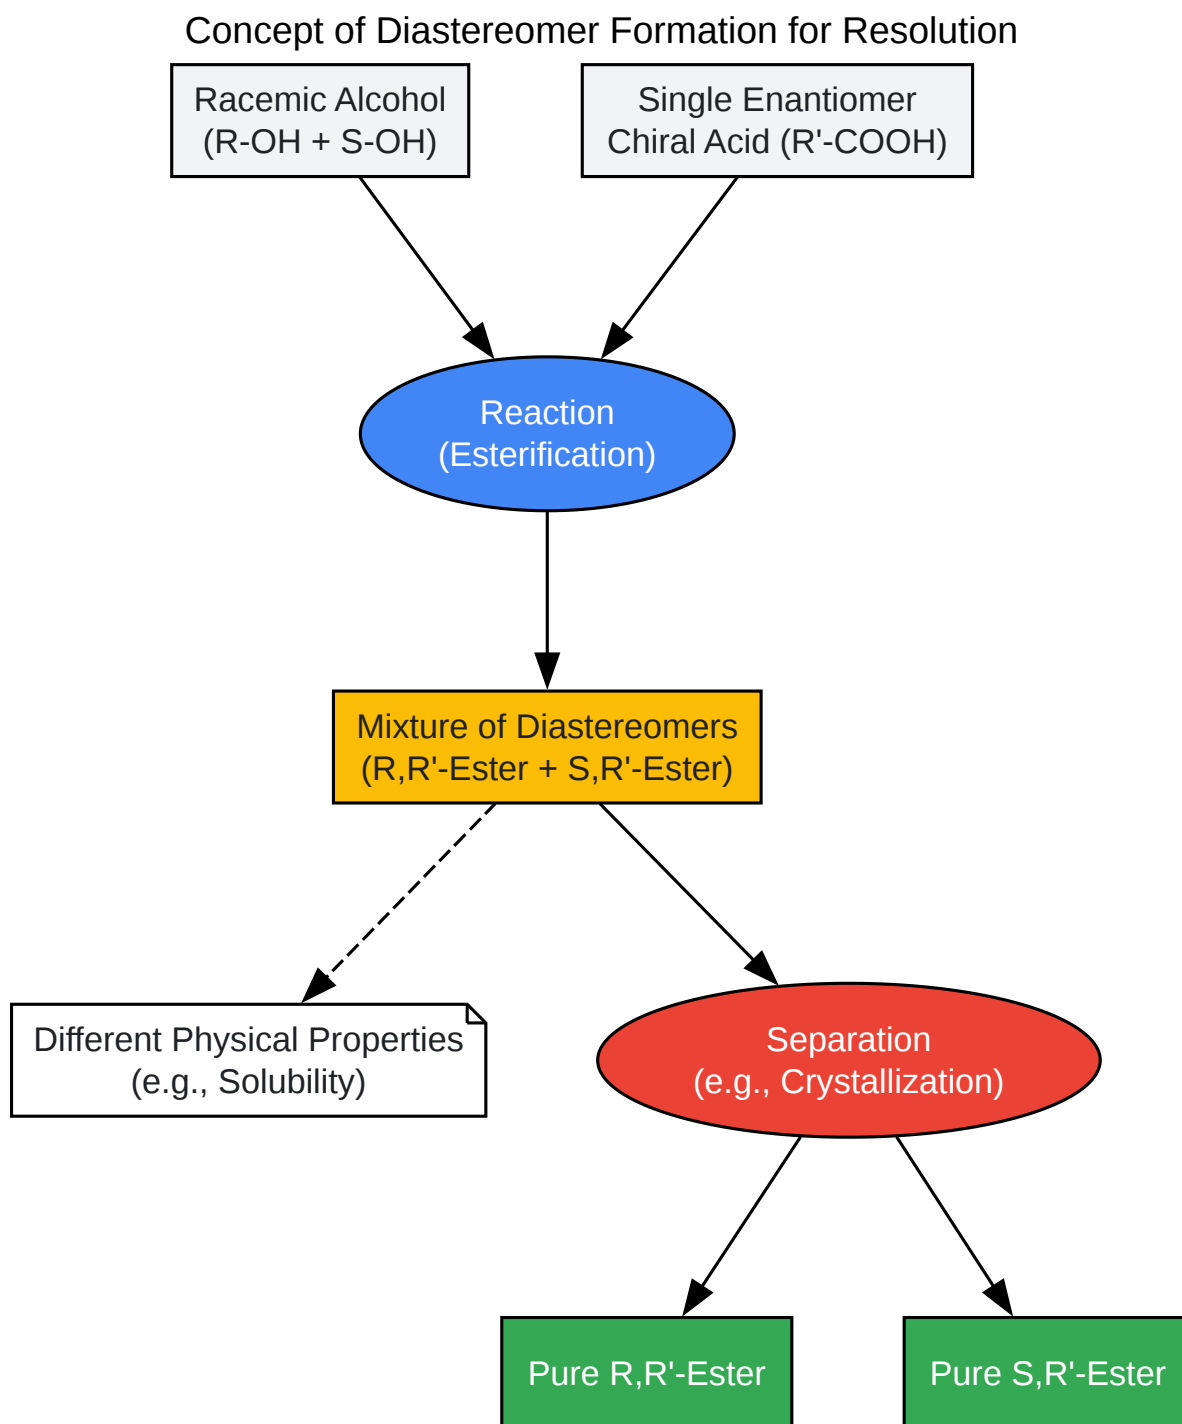 Concept of Diastereomer Formation for Resolution
Racemic Alcohol
(R-OH + S-OH)
Single Enantiomer
Chiral Acid (R'-COOH)
Reaction
(Esterification)
Mixture of Diastereomers
(R,R'-Ester + S,R'-Ester)
Different Physical Properties
(e.g., Solubility)
Separation
(e.g., Crystallization)
Pure R,R'-Ester
Pure S,R'-Ester